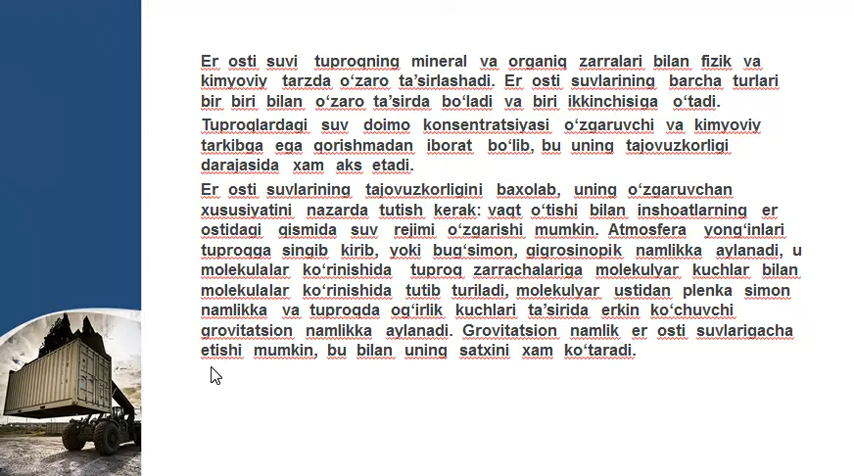 Er osti suvi tuproqning mineral va organiq zarralari bilan fizik va
kimyoviy tarzda o‘zaro ta’sirlashadi. Er osti suvlarining barcha turlari
bir biri bilan o‘zaro ta’sirda bo‘ladi va biri ikkinchisiga o‘tadi.
Tuproqlardagi suv doimo konsentratsiyasi o‘zgaruvchi va kimyoviy
tarkibga ega qorishmadan iborat bo‘lib, bu uning tajovuzkorligi
darajasida xam aks etadi.
Er osti suvlarining tajovuzkorligini baxolab, uning o‘zgaruvchan
xususiyatini nazarda tutish kerak: vaqt o‘tishi bilan inshoatlarning er
ostidagi qismida suv rejimi o‘zgarishi mumkin. Atmosfera yong‘inlari
tuproqqa singib kirib, yoki bug‘simon, gigrosinopik namlikka aylanadi, u
molekulalar ko‘rinishida tuproq zarrachalariga molekulyar kuchlar bilan
molekulalar ko‘rinishida tutib turiladi, molekulyar ustidan plenka simon
namlikka va tuproqda og‘irlik kuchlari ta’sirida erkin ko‘chuvchi
grovitatsion namlikka aylanadi. Grovitatsion namlik er osti suvlarigacha
etishi mumkin, bu bilan uning satxini xam ko‘taradi.